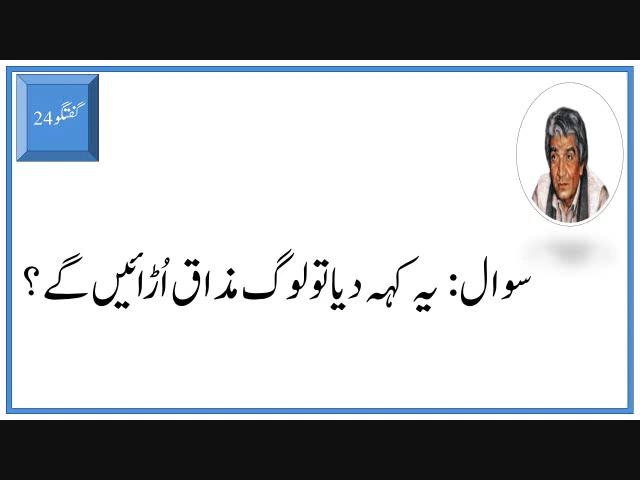 گفتگو 24
سوال: یہ کہہ دیا تو لوگ مذاق اُڑائیں گے؟